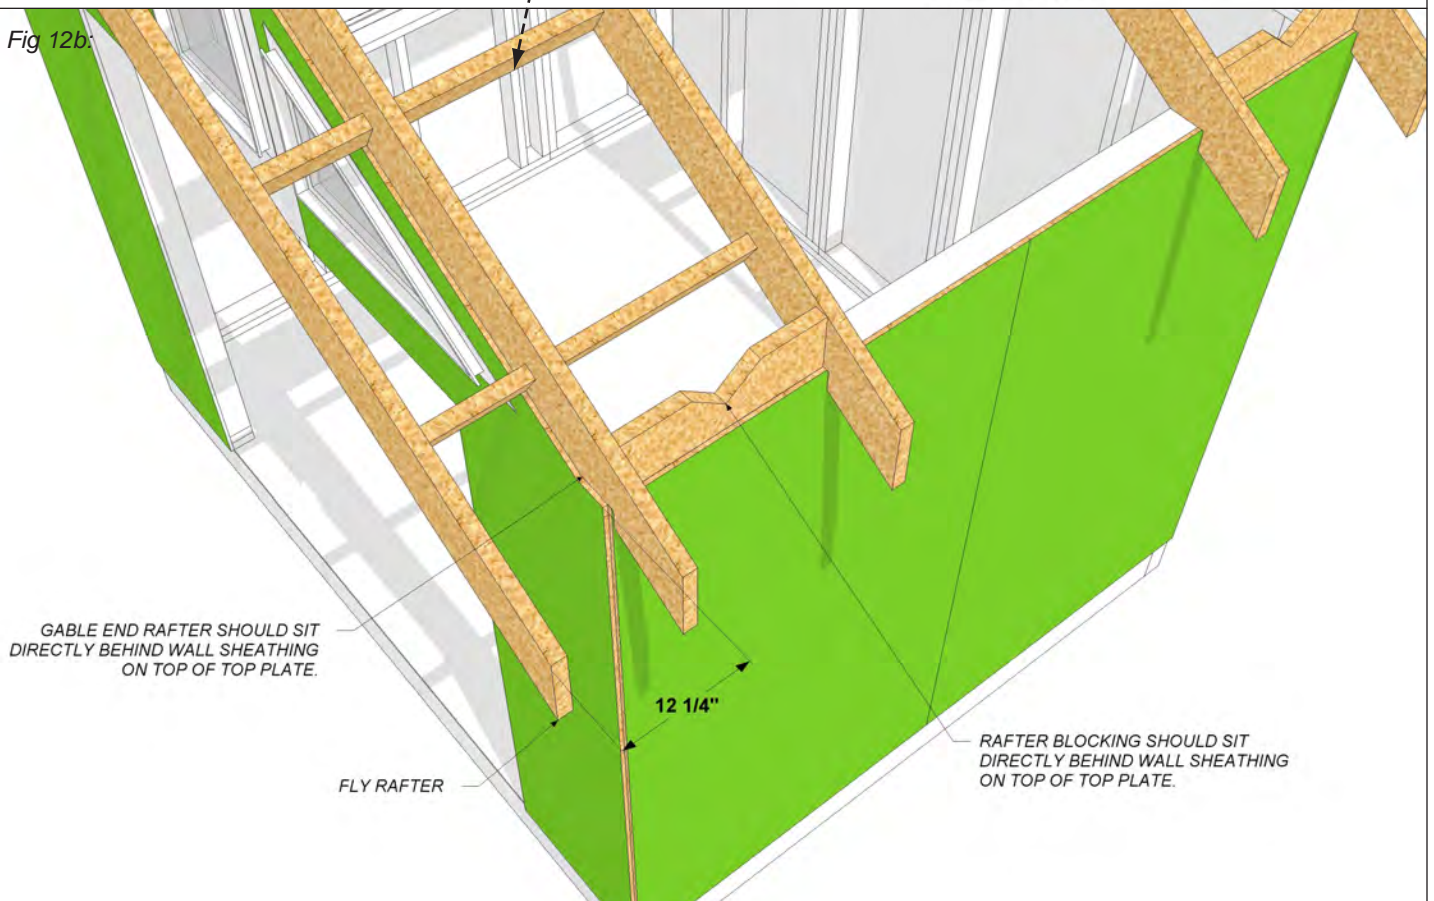 Fig 12b:
GABLE END RAFTER SHOULD SIT
DIRECTLY BEHIND WALL SHEATHING
ON TOP OF TOP PLATE.
12 1/4"
FLY RAFTER
RAFTER BLOCKING SHOULD SIT
DIRECTLY BEHIND WALL SHEATHING
ON TOP OF TOP PLATE.